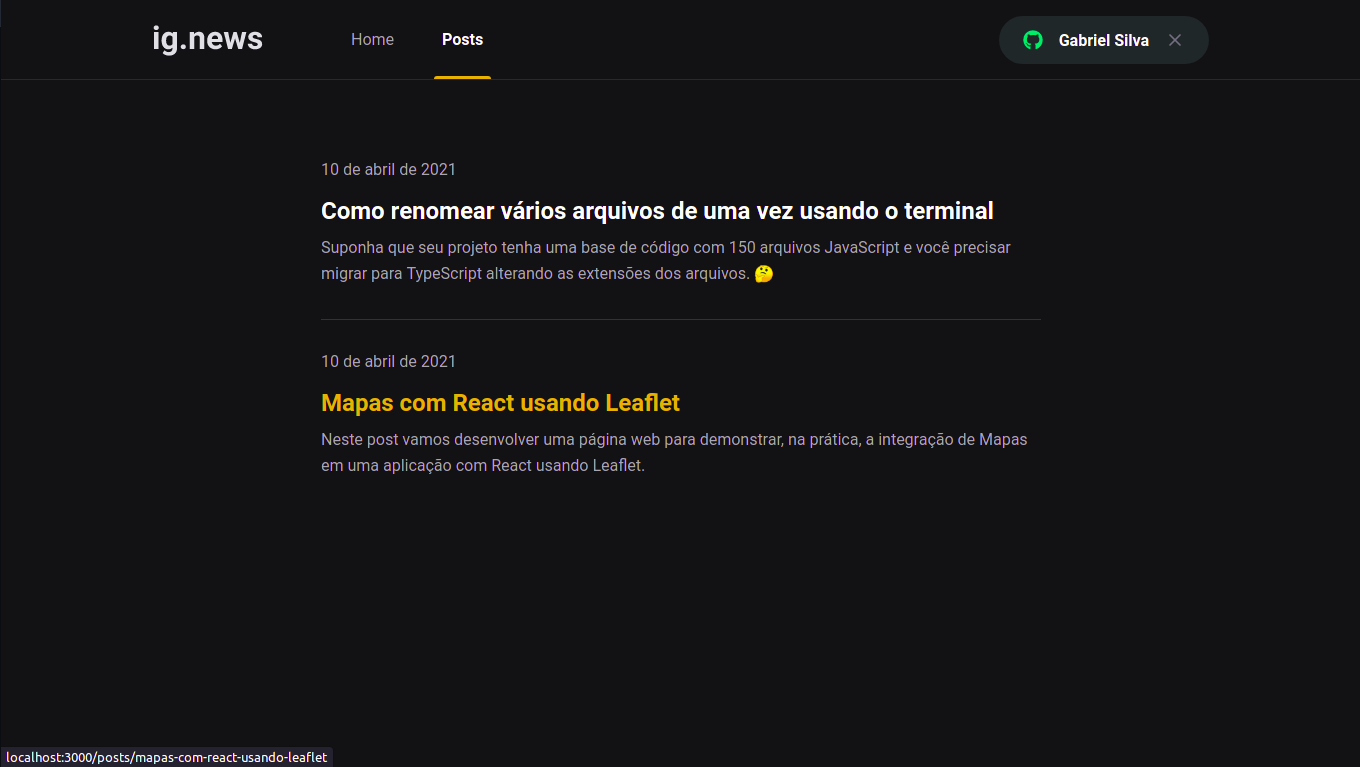 ig.news
Home
Posts
Gabriel Silva
10 de abril de 2021
Como renomear vários arquivos de uma vez usando o terminal
Suponha que seu projeto tenha uma base de código com 150 arquivos JavaScript e você precisar
migrar para TypeScript alterando as extensões dos arquivos. 🤔
10 de abril de 2021
Mapas com React usando Leaflet
Neste post vamos desenvolver uma página web para demonstrar, na prática, a integração de Mapas
em uma aplicação com React usando Leaflet.
localhost:3000/posts/mapas-com-react-usando-leaflet